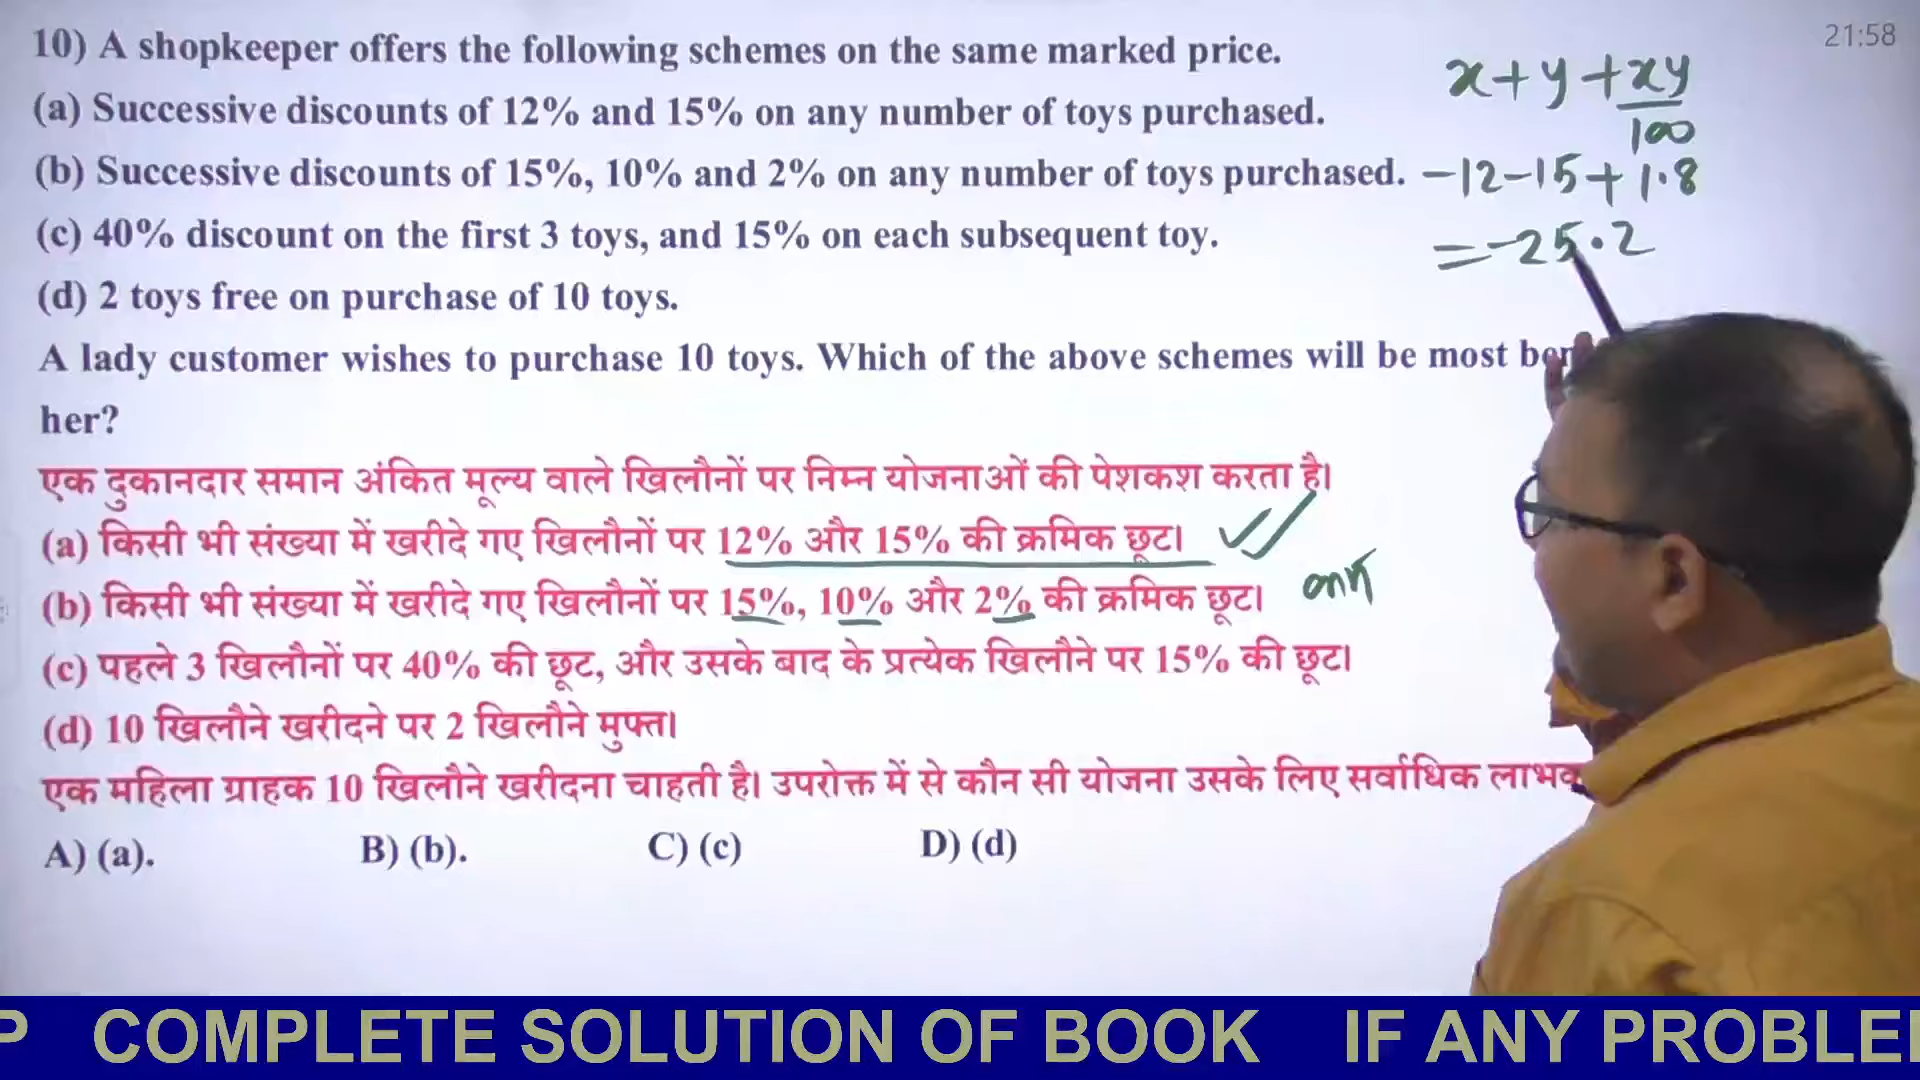 10) A shopkeeper offers the following schemes on the same marked price.
(a) Successive discounts of 12% and 15% on any number of toys purchased.
(b) Successive discounts of 15%, 10% and 2% on any number of toys purchased.
(c) 40% discount on the first 3 toys, and 15% on each subsequent toy.
(d) 2 toys free on purchase of 10 toys.
A lady customer wishes to purchase 10 toys. Which of the above schemes will be most
her?
एक दुकानदार समान अंकित मूल्य वाले खिलौनों पर निम्न योजनाओं की पेशकश करता है।
(a) किसी भी संख्या में खरीदे गए खिलौनों पर 12% और 15% की क्रमिक छूट।
(b) किसी भी संख्या में खरीदे गए खिलौनों पर 15%, 10% और 2% की क्रमिक छूट।
(c) पहले 3 खिलौनों पर 40% की छूट, और उसके बाद के प्रत्येक खिलौने पर 15% की छूट।
(d) 10 खिलौने खरीदने पर 2 खिलौने मुफ्त।
एक महिला ग्राहक 10 खिलौने खरीदना चाहती है। उपरोक्त में से कौन सी योजना उसके लिए सर्वाधिक
A) (a). B) (b). C) (c) D) (d)
21:58
x+y+xy
100
-12-15+1.8
=-25.2
P COMPLETE SOLUTION OF BOOK IF ANY